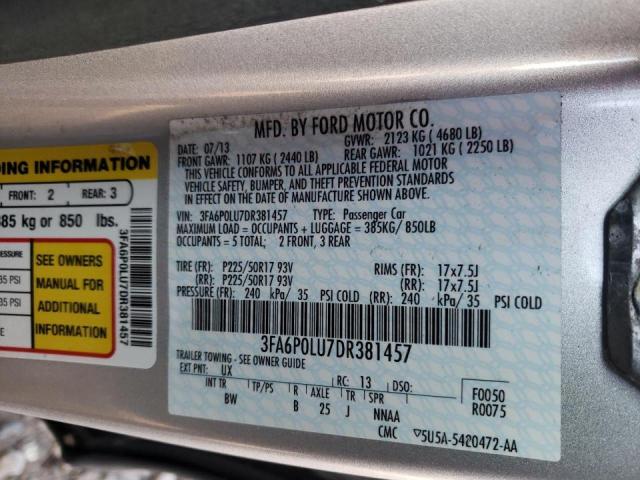 DING INFORMATION
FRONT: 2 REAR: 3
385 kg or 850 lbs.
PRESSURE
35 PSI
35 PSI
E
SEE OWNERS
MANUAL FOR
ADDITIONAL
INFORMATION
3FA6P0LU7DR381457
MFD. BY FORD MOTOR CO.
DATE: 07/13 GVWR: 2123 KG ( 4680 LB)
FRONT GAWR: 1107 KG ( 2440 LB) REAR GAWR: 1021 KG ( 2250 LB)
THIS VEHICLE CONFORMS TO ALL APPLICABLE FEDERAL MOTOR
VEHICLE SAFETY, BUMPER, AND THEFT PREVENTION STANDARDS
IN EFFECT ON THE DATE OF MANUFACTURE SHOWN ABOVE.
VIN: 3FA6P0LU7DR381457 TYPE: Passenger Car
MAXIMUM LOAD = OCCUPANTS + LUGGAGE = 385KG/ 850LB
OCCUPANTS = 5 TOTAL: 2 FRONT, 3 REAR
TIRE (FR): P225/50R17 93V RIMS (FR): 17x7.5J
(RR): P225/50R17 93V (RR): 17x7.5J
PRESSURE (FR): 240 kPa/ 35 PSI COLD (RR): 240 kPa/ 35 PSI COLD
3FA6P0LU7DR381457
TRAILER TOWING - SEE OWNER GUIDE
EXT PNT: UX RC: 13 DSO: F0050
INT TR TP/PS R AXLE TR SPR R0075
BW B 25 J NNAA
CMC 5U5A-5420472-AA